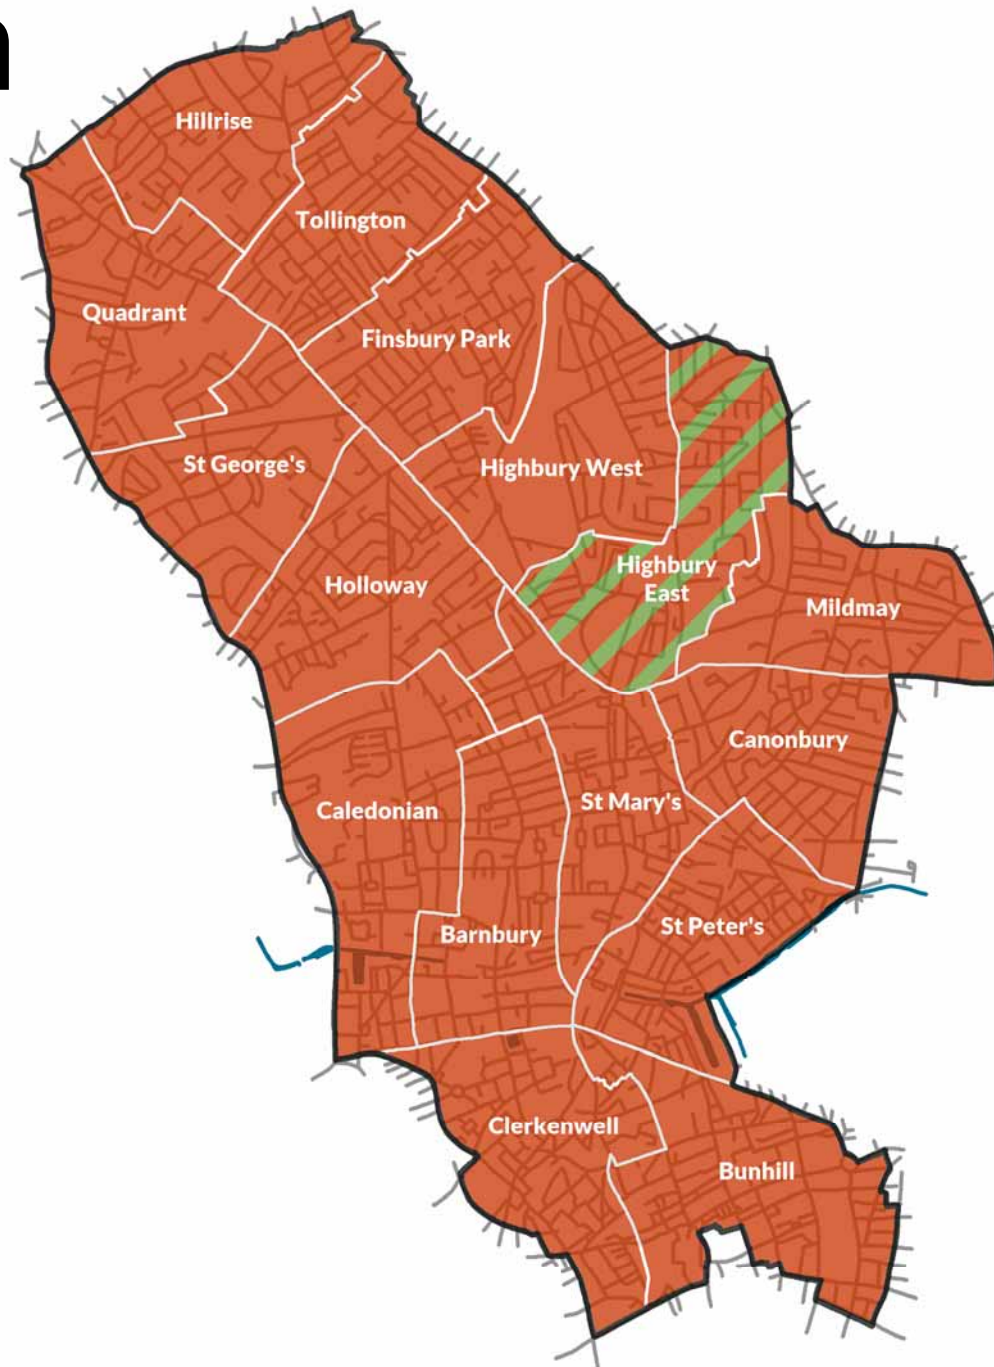 Hillrise
Tollington
Quadrant
Finsbury Park
St George's
Highbury West
Highbury
East
Holloway
Mildmay
Canonbury
St Mary's
Caledonian
St Peter's
Barnbury
Clerkenwell
Bunhill